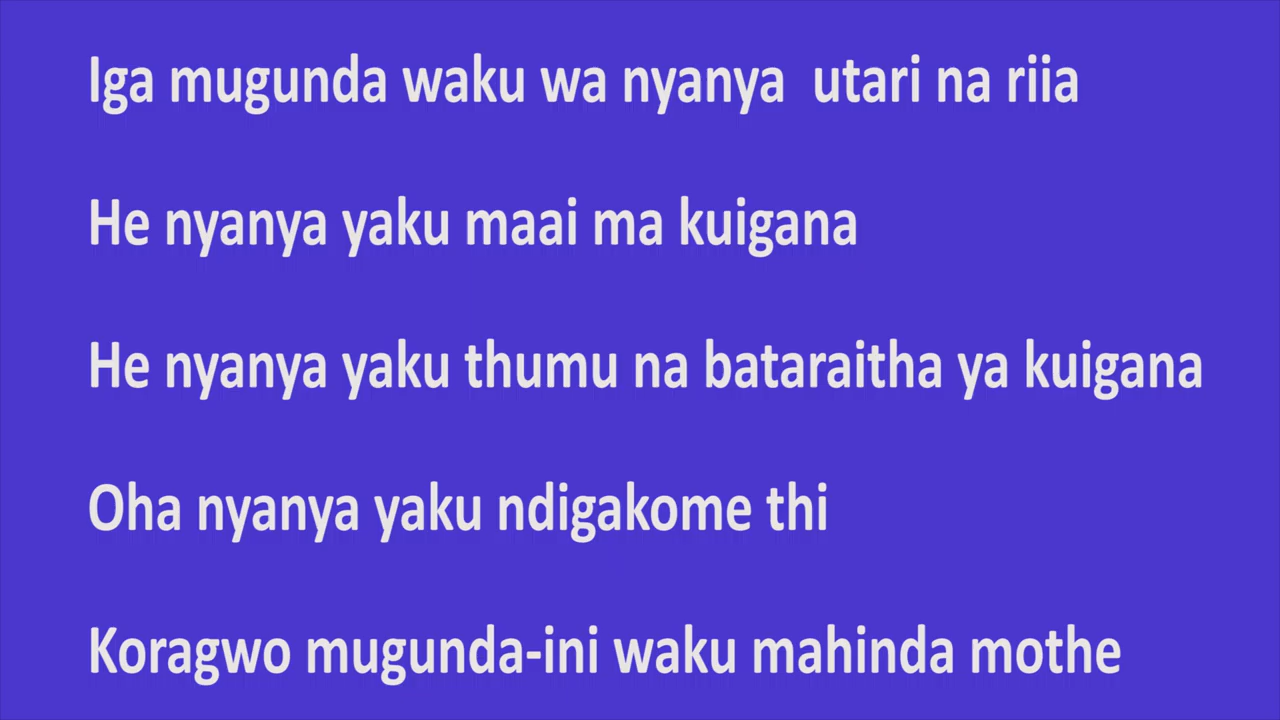 Iga mugunda waku wa nyanya utari na riia
He nyanya yaku maai ma kuigana
He nyanya yaku thumu na bataraitha ya kuigana
Oha nyanya yaku ndigakome thi
Koragwo mugunda-ini waku mahinda mothe